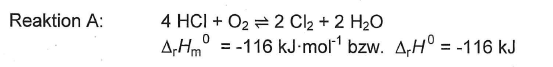 Reaktion A: 4 HCl + O₂ ⇌ 2 Cl₂ + 2 H₂O
ΔᵣHₘ⁰ = -116 kJ·mol⁻¹ bzw. ΔᵣH⁰ = -116 kJ